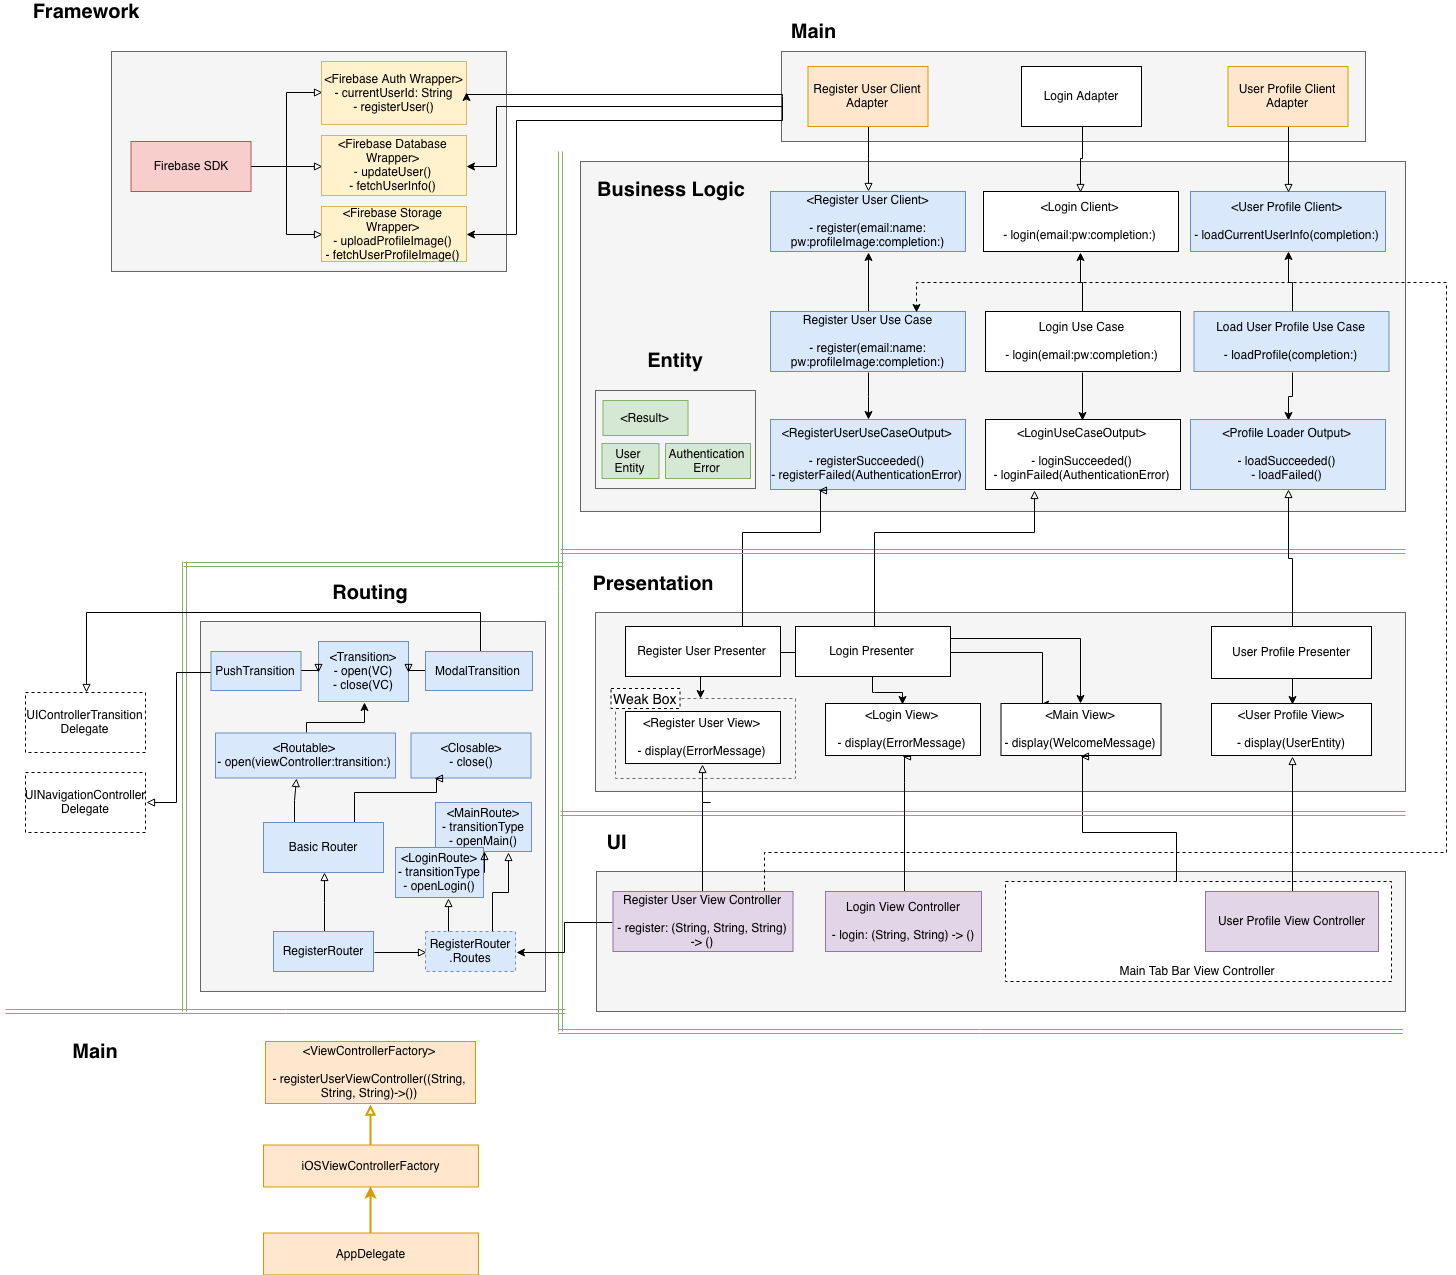 Framework
Main
<Firebase Auth Wrapper>
- currentUserId: String
- registerUser()
Firebase SDK
<Firebase Database
Wrapper>
- updateUser()
- fetchUserInfo()
<Firebase Storage
Wrapper>
- uploadProfileImage()
- fetchUserProfileImage()
Register User Client
Adapter
Login Adapter
User Profile Client
Adapter
Business Logic
<Register User Client>
- register(email:name:
pw:profileImage:completion:)
<Login Client>
- login(email:pw:completion:)
<User Profile Client>
- loadCurrentUserInfo(completion:)
Register User Use Case
- register(email:name:
pw:profileImage:completion:)
Login Use Case
- login(email:pw:completion:)
Load User Profile Use Case
- loadProfile(completion:)
Entity
<Result>
User
Entity
Authentication
Error
<RegisterUserUseCaseOutput>
- registerSucceeded()
- registerFailed(AuthenticationError)
<LoginUseCaseOutput>
- loginSucceeded()
- loginFailed(AuthenticationError)
<Profile Loader Output>
- loadSucceeded()
- loadFailed()
Presentation
Register User Presenter
Login Presenter
User Profile Presenter
Weak Box
<Register User View>
- display(ErrorMessage)
<Login View>
- display(ErrorMessage)
<Main View>
- display(WelcomeMessage)
<User Profile View>
- display(UserEntity)
Routing
PushTransition
<Transition>
- open(VC)
- close(VC)
ModalTransition
UIControllerTransition
Delegate
UINavigationController
Delegate
<Routable>
- open(viewController:transition:)
<Closable>
- close()
Basic Router
<MainRoute>
- transitionType
- openMain()
<LoginRoute>
- transitionType
- openLogin()
RegisterRouter
RegisterRouter
.Routes
UI
Register User View Controller
- register: (String, String, String)
-> ()
Login View Controller
- login: (String, String) -> ()
User Profile View Controller
Main Tab Bar View Controller
Main
<ViewControllerFactory>
- registerUserViewController((String,
String, String)->())
iOSViewControllerFactory
AppDelegate